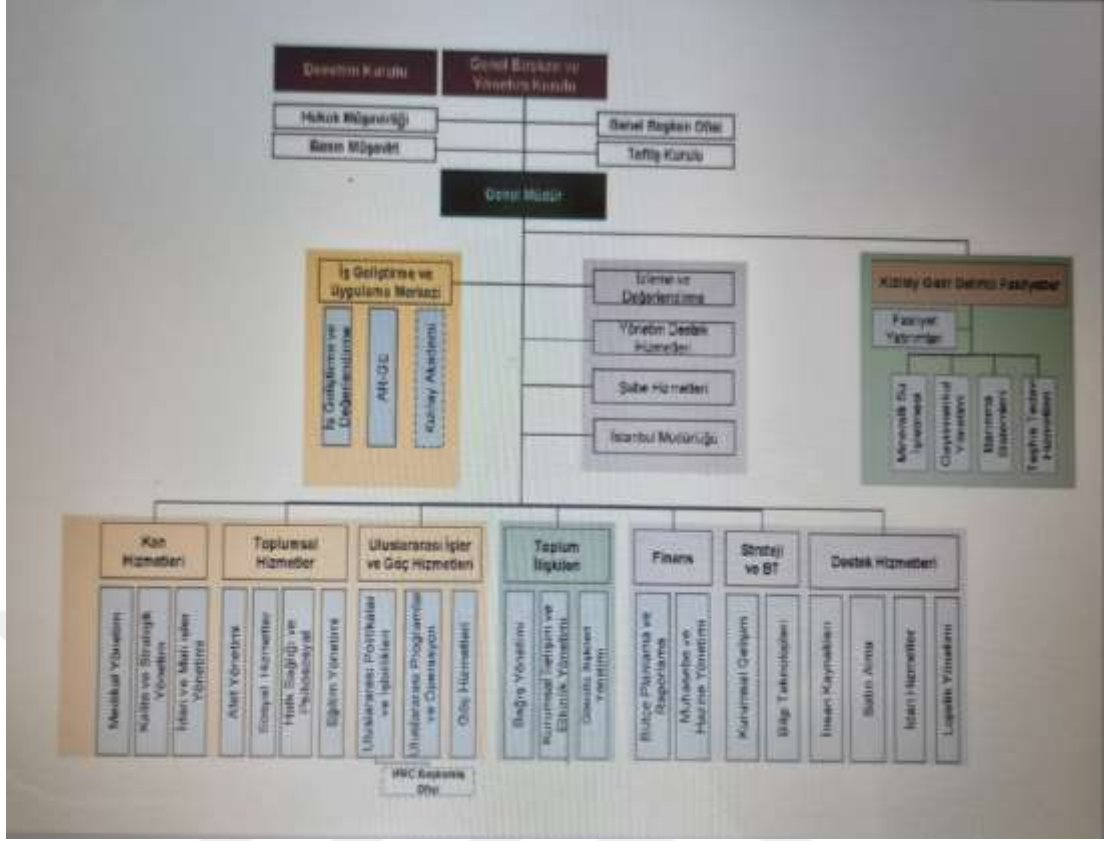 Denetim Kurulu
Genel Başkan ve
Yönetim Kurulu
Hukuk Müşavirliği
Genel Başkan Ofisi
Basın Müşaviri
Teftiş Kurulu
Genel Müdür
İş Geliştirme ve
Uygulama Merkezi
İş Geliştirme ve
Değerlendirme
AR-GE
Kızılay Akademi
İzleme ve
Değerlendirme
Yönetim Destek
Hizmetleri
Şube Hizmetleri
İstanbul Müdürlüğü
Kızılay Gelir Getirici Faaliyetler
Faaliyet
Yatırımları
Mineralli Su
İşletmesi
Gayrimenkul
Yönetimi
Barınma
Sistemleri
Hizmetleri
Kan
Hizmetleri
Medikal Yönetim
Kalite ve Stratejik
Yönetim
İdari ve Mali İşler
Yönetimi
Toplumsal
Hizmetler
Afet Yönetimi
Sosyal Hizmetler
Halk Sağlığı ve
Psikososyal
Eğitim Yönetimi
Uluslararası İşler
ve Göç Hizmetleri
Uluslararası Politikalar
ve İşbirlikleri
Uluslararası Programlar
ve Operasyon
Göç Hizmetleri
Ofisi
Toplum
İlişkileri
Bağış Yönetimi
Kurumsal İletişim ve
Etkinlik Yönetimi
Gönüllü İlişkileri
Yönetimi
Finans
Bütçe Planlama ve
Raporlama
Muhasebe ve
Hazine Yönetimi
Strateji
ve BT
Kurumsal Gelişim
Bilgi Teknolojileri
Destek Hizmetleri
İnsan Kaynakları
Satın Alma
İdari Hizmetler
Lojistik Yönetimi